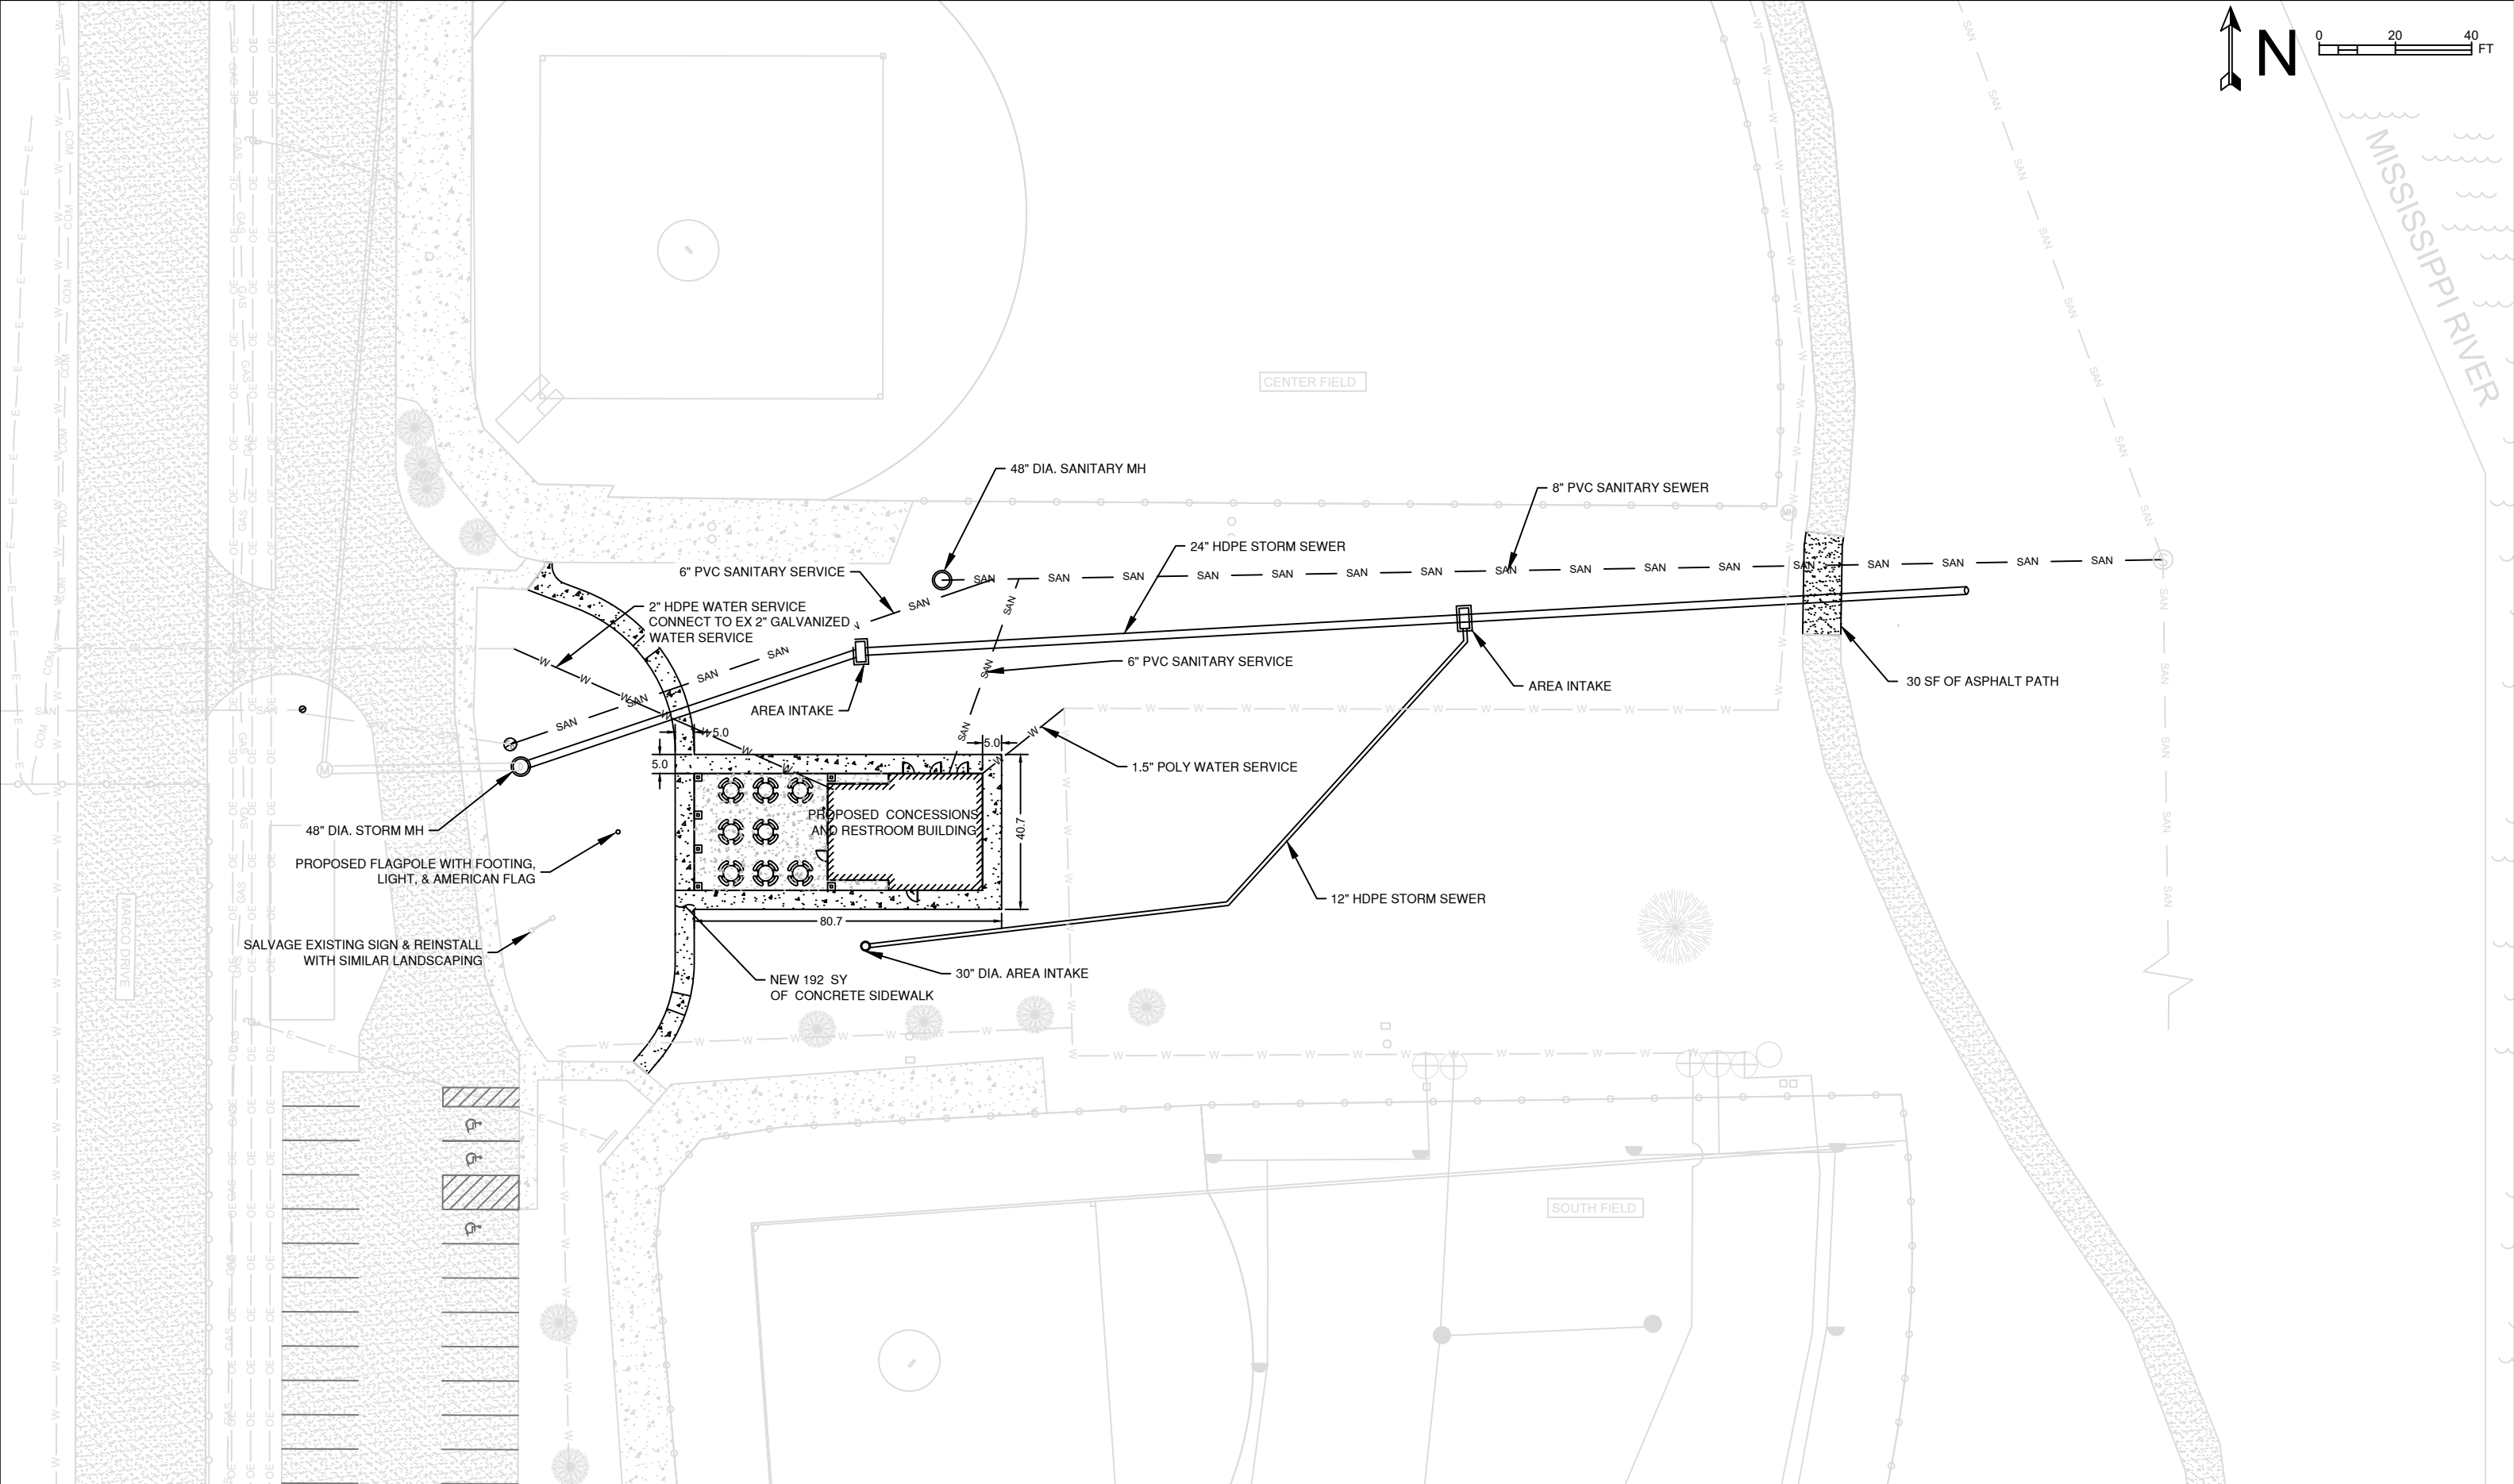 N
0 20 40
FT
MISSISSIPPI RIVER
CENTER FIELD
48" DIA. SANITARY MH
8" PVC SANITARY SEWER
24" HDPE STORM SEWER
6" PVC SANITARY SERVICE
2" HDPE WATER SERVICE
CONNECT TO EX 2" GALVANIZED
WATER SERVICE
6" PVC SANITARY SERVICE
30 SF OF ASPHALT PATH
AREA INTAKE
AREA INTAKE
5.0
5.0
5.0
1.5" POLY WATER SERVICE
PROPOSED CONCESSIONS
AND RESTROOM BUILDING
40.7
48" DIA. STORM MH
PROPOSED FLAGPOLE WITH FOOTING,
LIGHT, & AMERICAN FLAG
12" HDPE STORM SEWER
80.7
MARCO DRIVE
SALVAGE EXISTING SIGN & REINSTALL
WITH SIMILAR LANDSCAPING
30" DIA. AREA INTAKE
NEW 192 SY
OF CONCRETE SIDEWALK
SOUTH FIELD
SAN
W
E
COM
GAS
OE